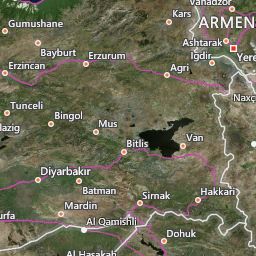 Vanadzor
Kars
ARMEN
Gumushane
Ashtarak
Bayburt
Erzurum
Igdir
Yere
Erzincan
Agri
Naxç
Tunceli
Bingol
Mus
lazig
Van
Bitlis
Diyarbakır
Batman
Sirnak
Hakkari
Mardin
urfa
Al Qamishli
Dohuk
Al Hasakah